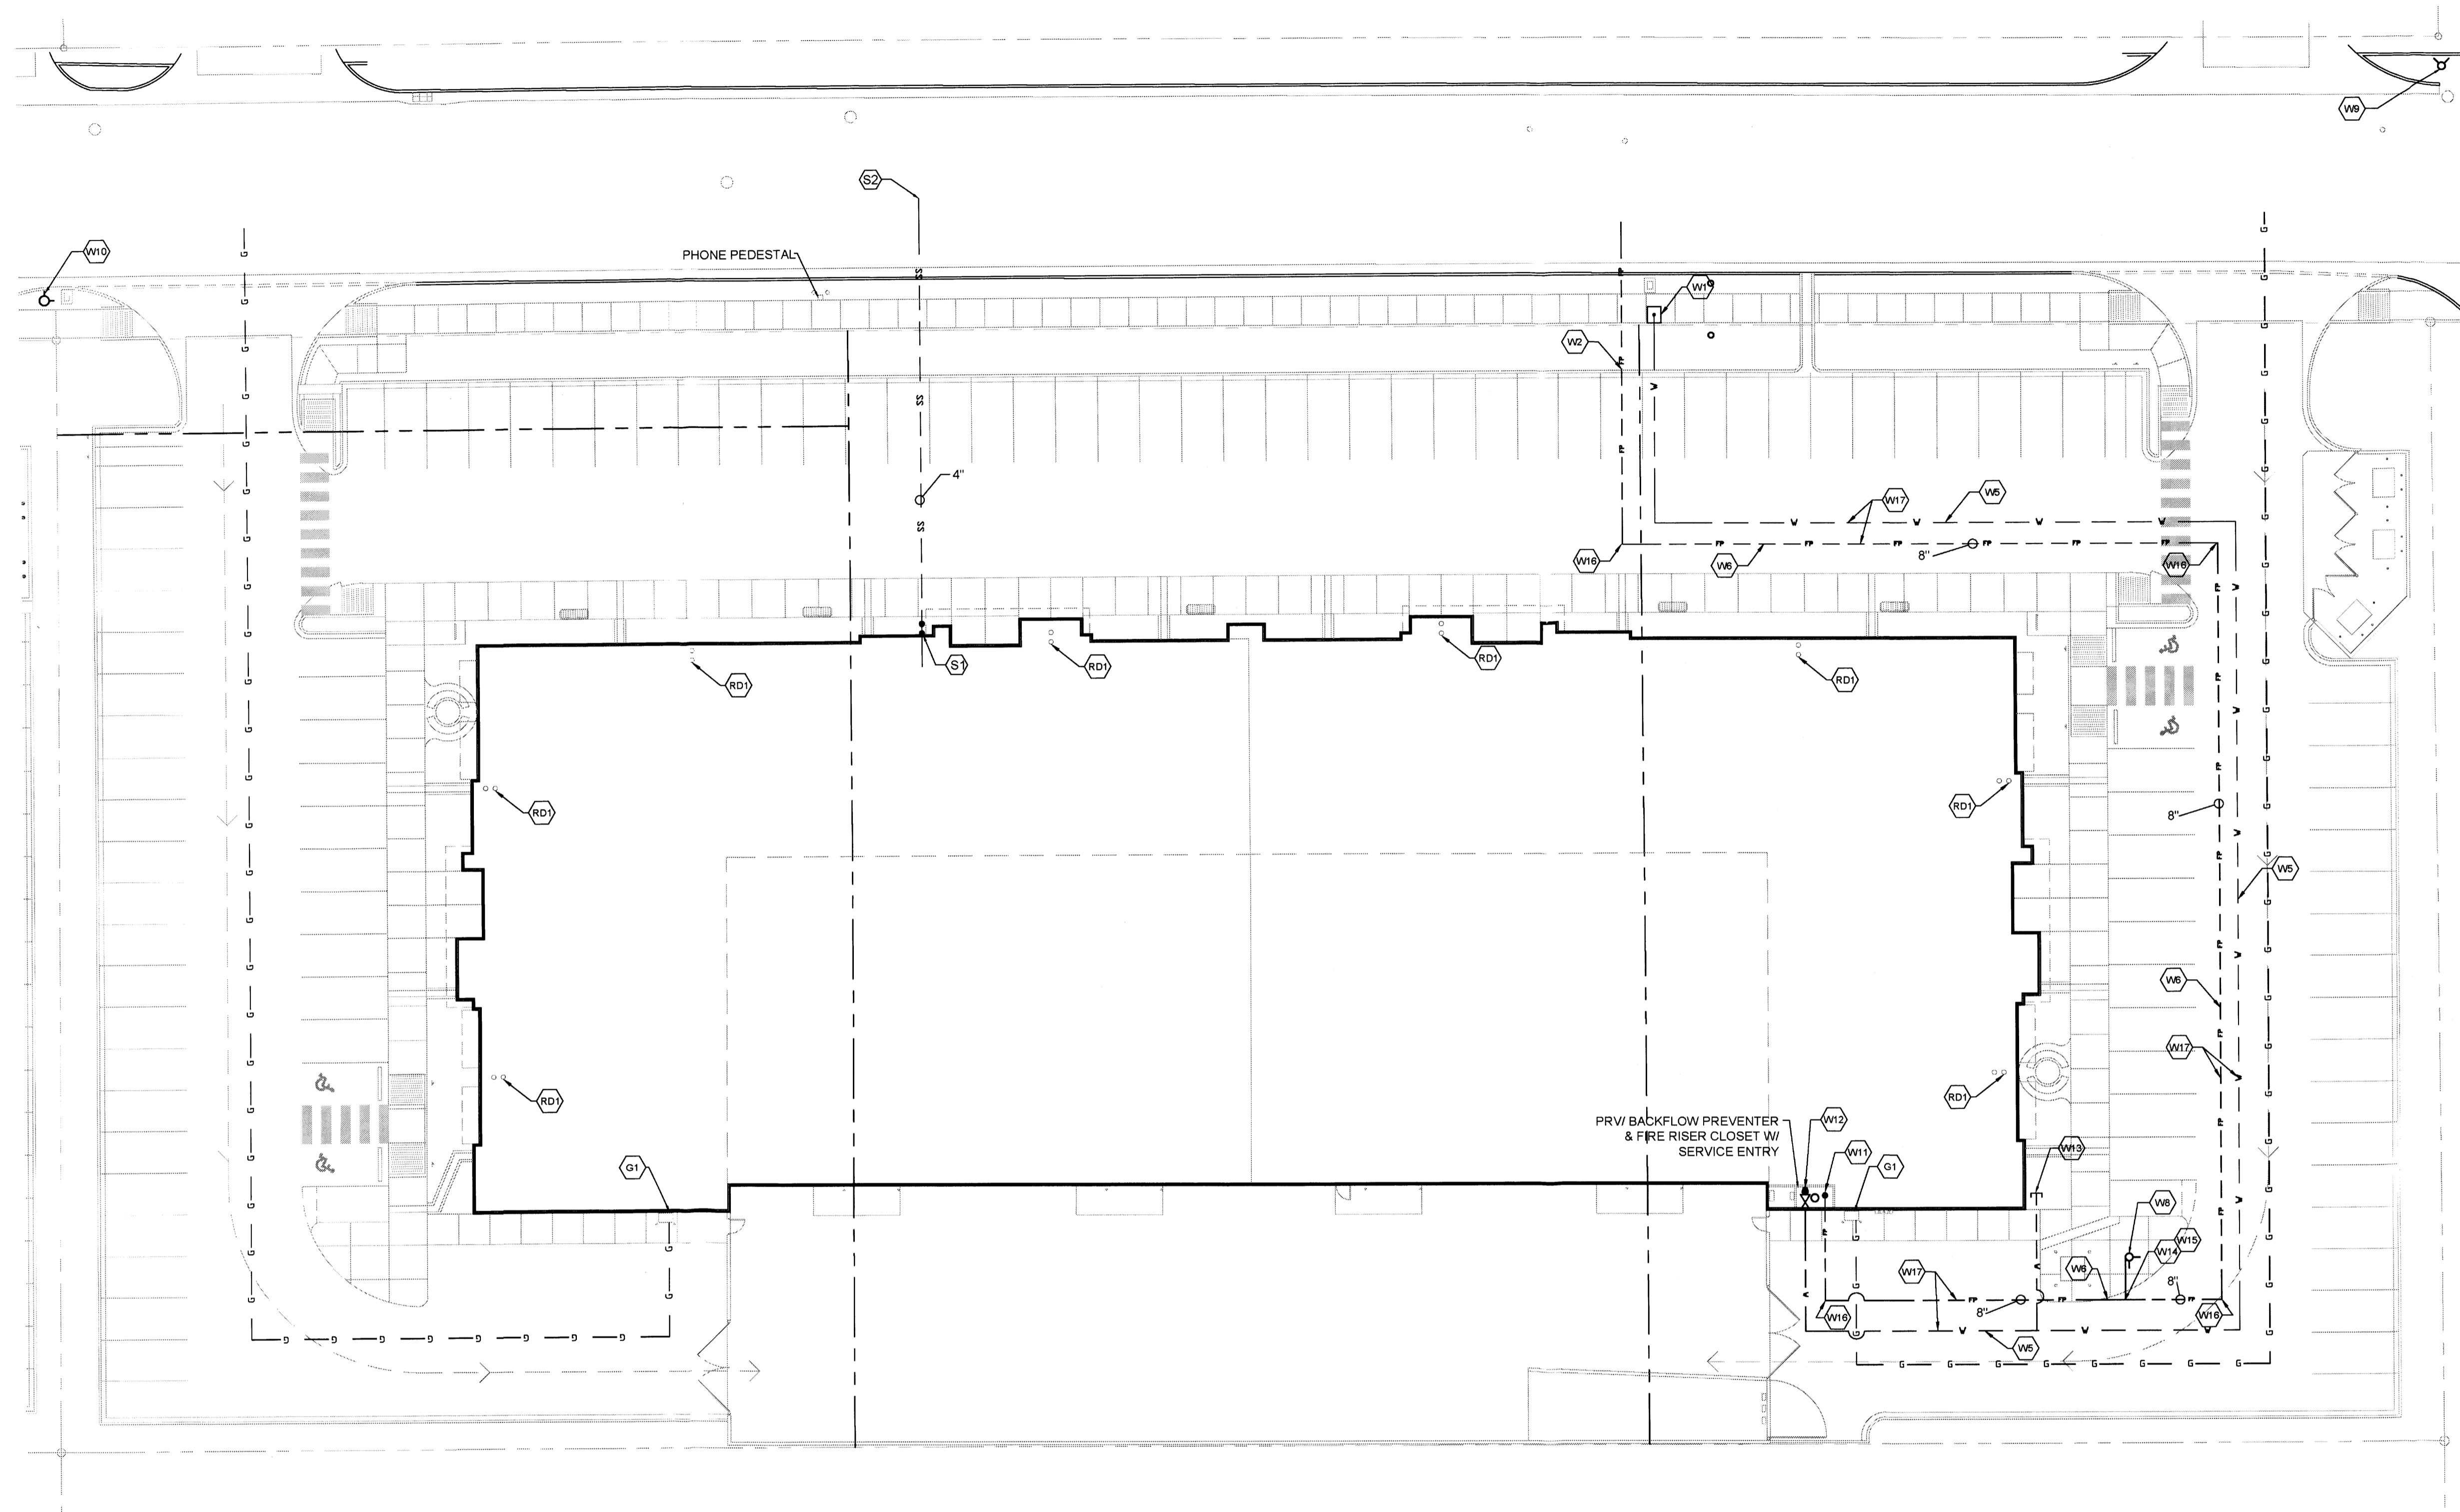 W9
S2
W10
PHONE PEDESTAL
W1
W2
4"
W17
W5
W16
W6
8"
W16
S1
RD1
RD1
RD1
RD1
RD1
RD1
8"
W5
W6
W17
RD1
RD1
PRV/ BACKFLOW PREVENTER
& FIRE RISER CLOSET W/
SERVICE ENTRY
W12
W11
W13
G1
G1
W8
W15
W14
W6
W17
8"
8"
W16
W16
W5
G
SS
FP
W